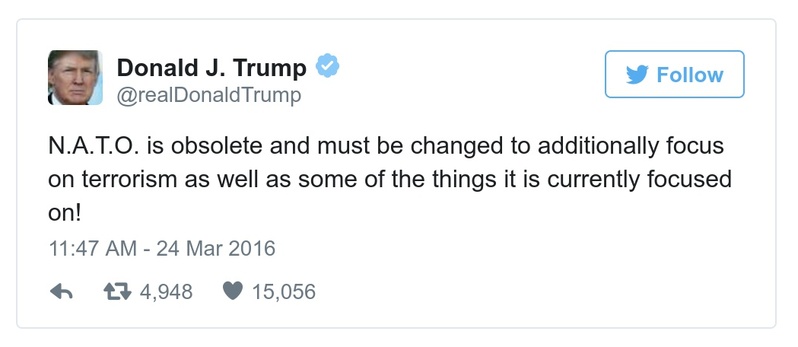 Donald J. Trump
@realDonaldTrump
Follow
N.A.T.O. is obsolete and must be changed to additionally focus
on terrorism as well as some of the things it is currently focused
on!
11:47 AM - 24 Mar 2016
4,948 15,056